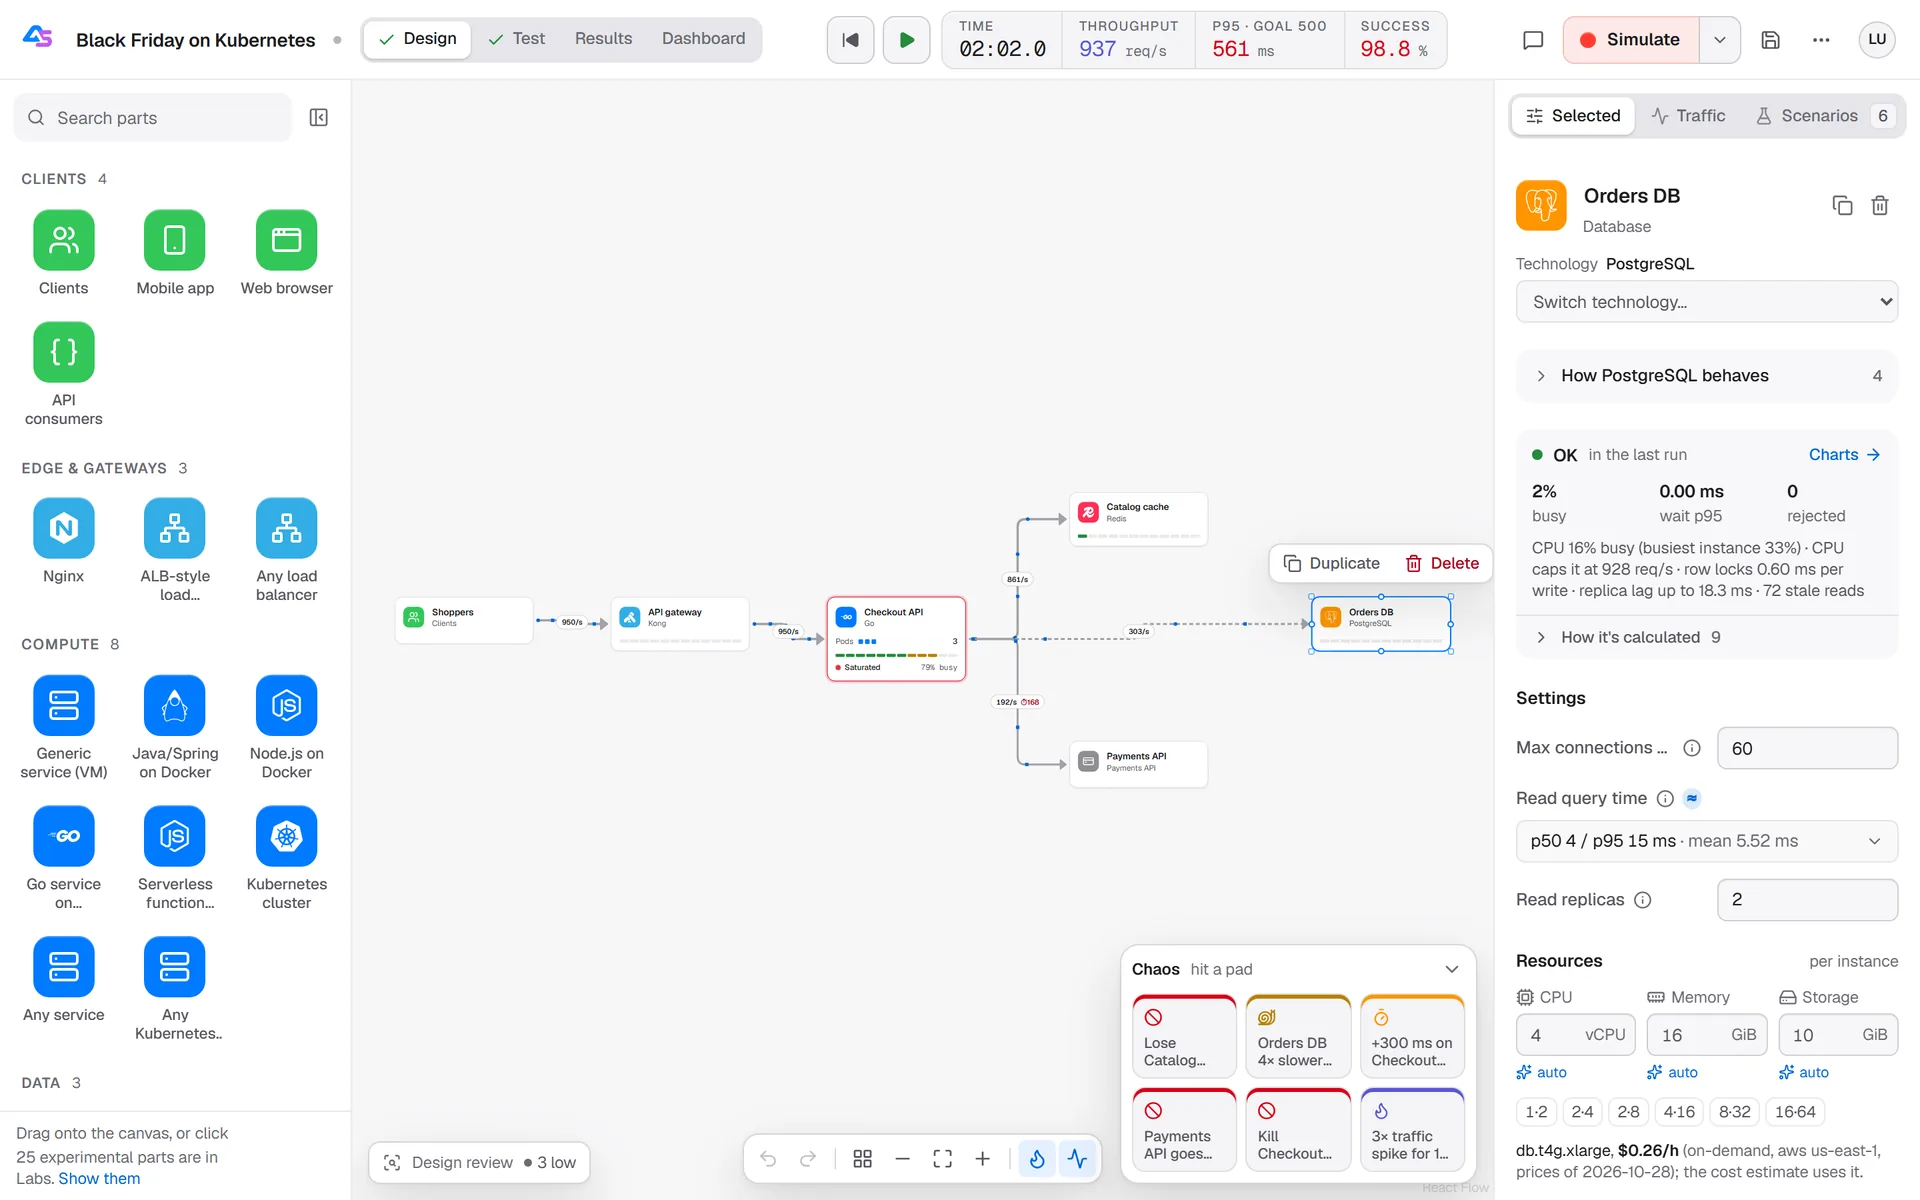 Black Friday on Kubernetes
Design
Test
Results
Dashboard
TIME
02:02.0
THROUGHPUT
937 req/s
P95 · GOAL 500
561 ms
SUCCESS
98.8 %
Simulate
LU
Search parts
CLIENTS 4
Clients
Mobile app
Web browser
API
consumers
EDGE & GATEWAYS 3
Nginx
ALB-style
load...
Any load
balancer
COMPUTE 8
Generic
service (VM)
Java/Spring
on Docker
Node.js on
Docker
Go service
on...
Serverless
function...
Kubernetes
cluster
Any service
Any
Kubernetes..
DATA 3
Drag onto the canvas, or click
25 experimental parts are in
Labs. Show them
Shoppers
Clients
950/s
API gateway
Kong
950/s
Checkout API
Go
Pods
3
Saturated
79% busy
861/s
Catalog cache
Redis
303/s
192/s 168
Payments API
Payments API
Duplicate
Delete
Orders DB
PostgreSQL
Chaos hit a pad
Lose
Catalog...
Orders DB
4× slower...
+300 ms on
Checkout...
Payments
API goes...
Kill
Checkout...
3× traffic
spike for 1...
React Flow
Design review
3 low
Selected
Traffic
Scenarios 6
Orders DB
Database
Technology PostgreSQL
Switch technology...
How PostgreSQL behaves 4
OK in the last run
Charts
2%
busy
0.00 ms
wait p95
0
rejected
CPU 16% busy (busiest instance 33%) · CPU
caps it at 928 req/s · row locks 0.60 ms per
write · replica lag up to 18.3 ms · 72 stale reads
How it's calculated 9
Settings
Max connections ...
60
Read query time
p50 4 / p95 15 ms · mean 5.52 ms
Read replicas
2
Resources
per instance
CPU
Memory
Storage
4 vCPU
16 GiB
10 GiB
auto
auto
auto
1·2
2·4
2·8
4·16
8·32
16·64
db.t4g.xlarge, $0.26/h (on-demand, aws us-east-1,
prices of 2026-10-28); the cost estimate uses it.